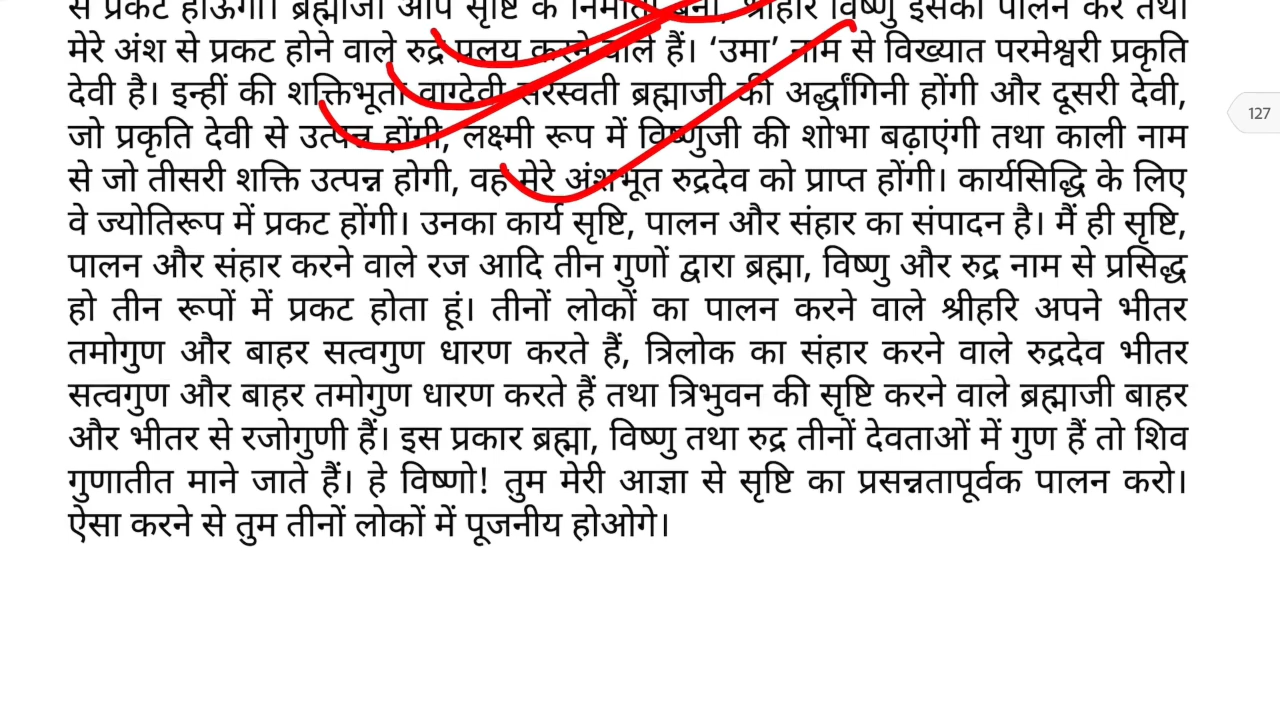 से प्रकट होऊंगा। ब्रह्माजी आप सृष्टि के निर्माता बनो, श्रीहरि विष्णु इसका पालन करें तथा
मेरे अंश से प्रकट होने वाले रुद्र प्रलय करने वाले हैं। ‘उमा’ नाम से विख्यात परमेश्वरी प्रकृति
देवी है। इन्हीं की शक्तिभूता वाग्देवी सरस्वती ब्रह्माजी की अर्द्धांगिनी होंगी और दूसरी देवी,
जो प्रकृति देवी से उत्पन्न होंगी, लक्ष्मी रूप में विष्णुजी की शोभा बढ़ाएंगी तथा काली नाम
से जो तीसरी शक्ति उत्पन्न होगी, वह मेरे अंशभूत रुद्रदेव को प्राप्त होंगी। कार्यसिद्धि के लिए
वे ज्योतिरूप में प्रकट होंगी। उनका कार्य सृष्टि, पालन और संहार का संपादन है। मैं ही सृष्टि,
पालन और संहार करने वाले रज आदि तीन गुणों द्वारा ब्रह्मा, विष्णु और रुद्र नाम से प्रसिद्ध
हो तीन रूपों में प्रकट होता हूं। तीनों लोकों का पालन करने वाले श्रीहरि अपने भीतर
तमोगुण और बाहर सत्वगुण धारण करते हैं, त्रिलोक का संहार करने वाले रुद्रदेव भीतर
सत्वगुण और बाहर तमोगुण धारण करते हैं तथा त्रिभुवन की सृष्टि करने वाले ब्रह्माजी बाहर
और भीतर से रजोगुणी हैं। इस प्रकार ब्रह्मा, विष्णु तथा रुद्र तीनों देवताओं में गुण हैं तो शिव
गुणातीत माने जाते हैं। हे विष्णो! तुम मेरी आज्ञा से सृष्टि का प्रसन्नतापूर्वक पालन करो।
ऐसा करने से तुम तीनों लोकों में पूजनीय होओगे।
127